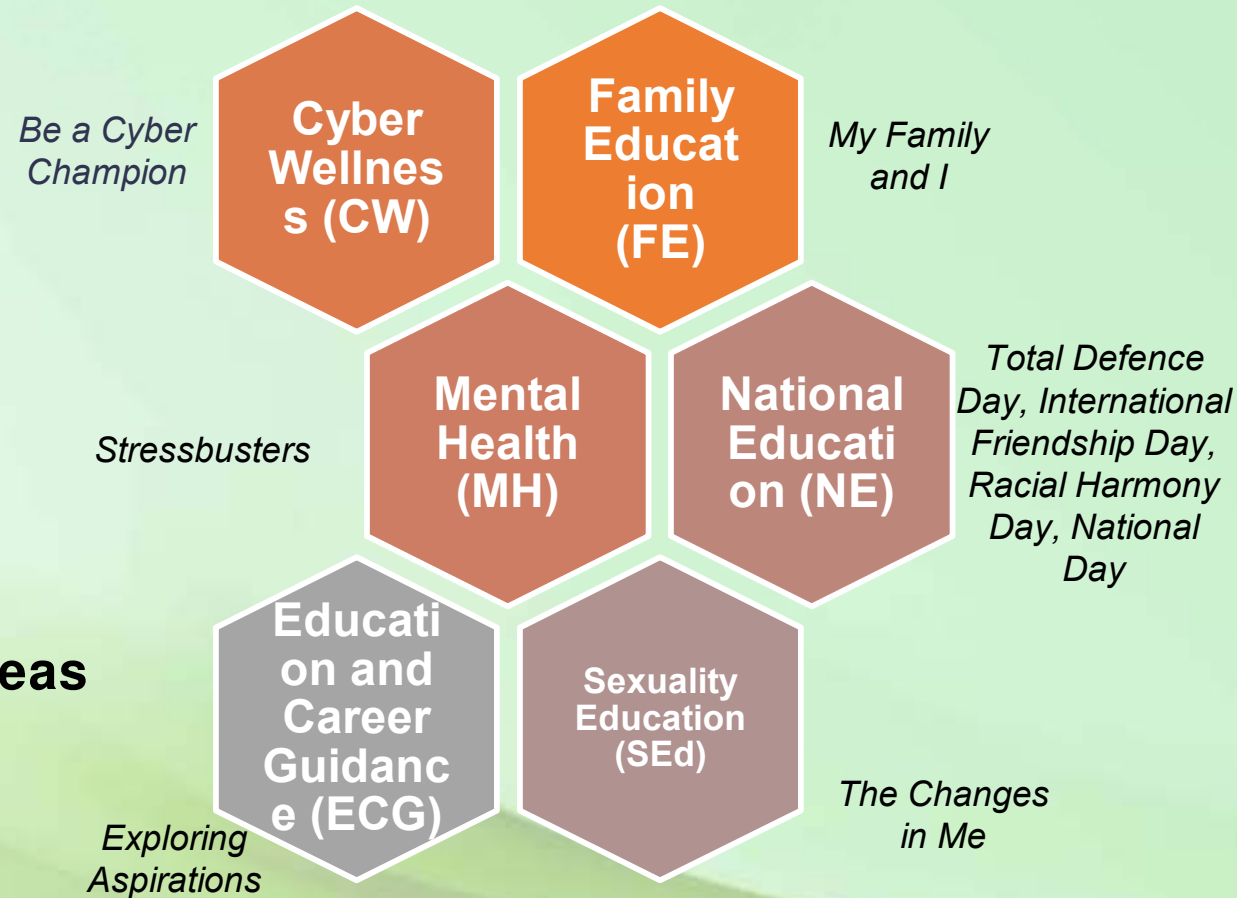 Be a Cyber
Champion
Cyber
Wellnes
s (CW)
Family
Educat
ion
(FE)
My Family
and I
Stressbusters
Mental
Health
(MH)
National
Educati
on (NE)
Total Defence
Day, International
Friendship Day,
Racial Harmony
Day, National
Day
eas
Educati
on and
Career
Guidanc
e (ECG)
Exploring
Aspirations
Sexuality
Education
(SEd)
The Changes
in Me